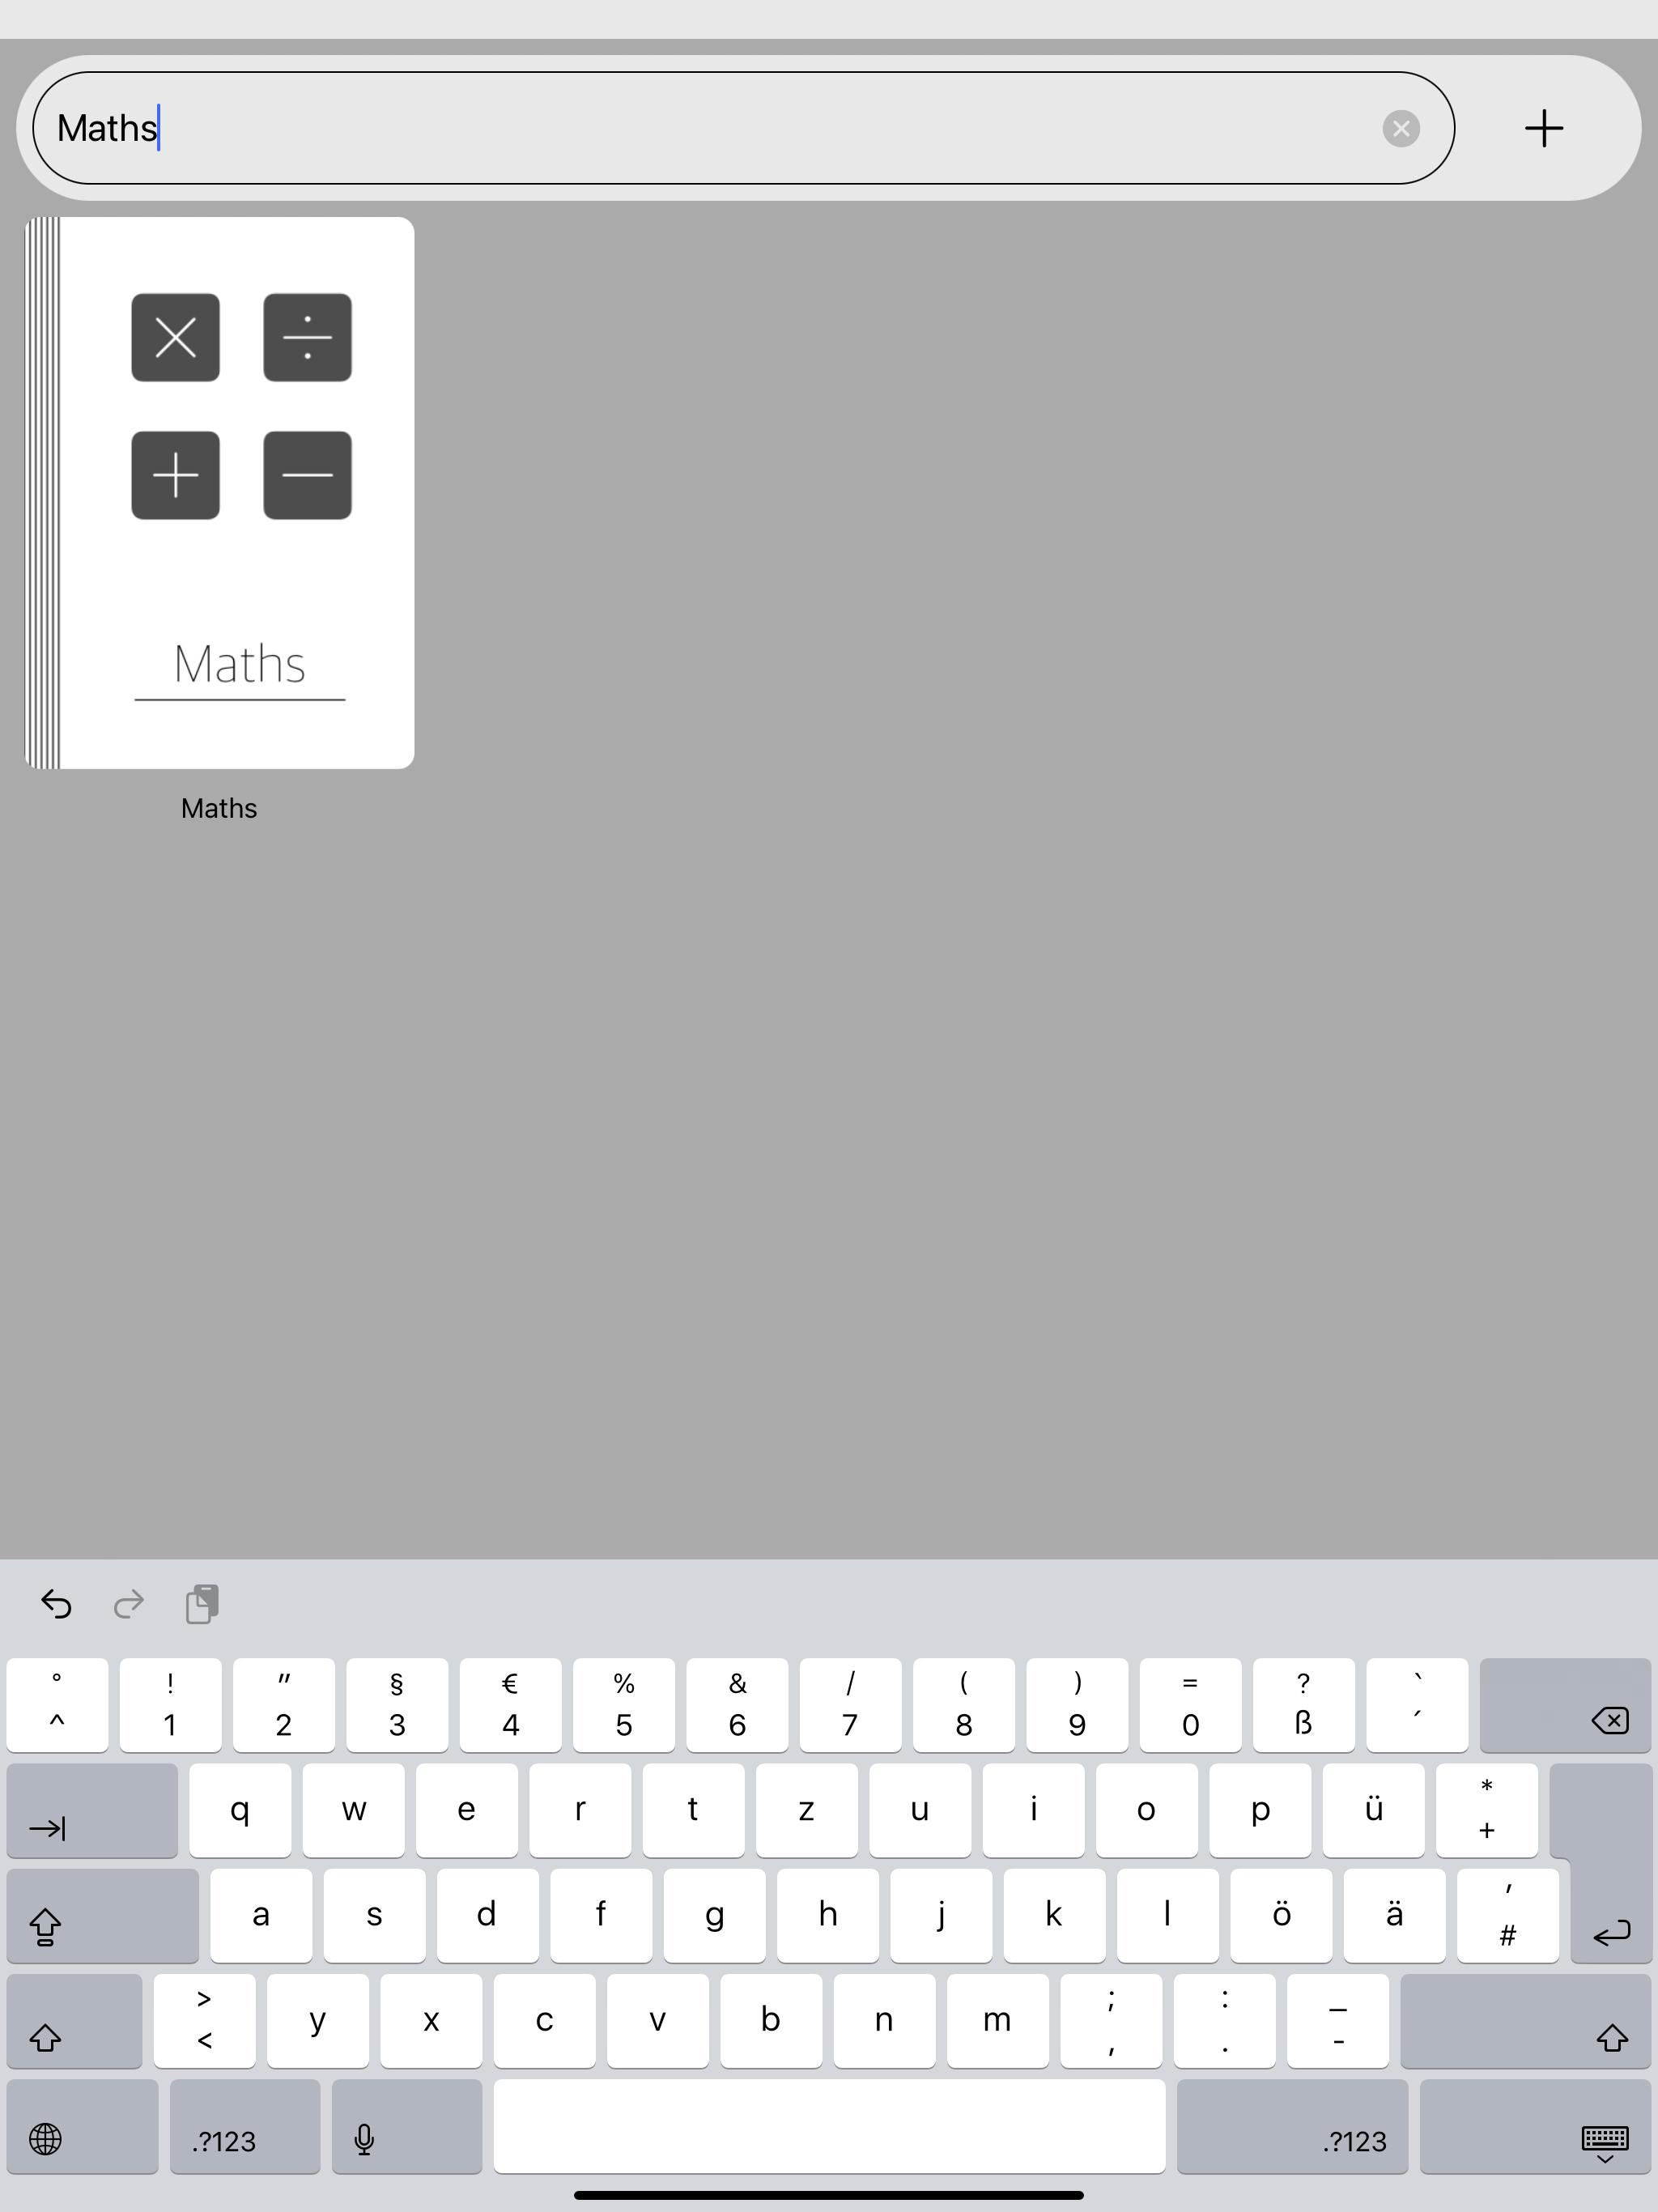 Maths
Maths
Maths
° ! " § € % & / ( ) = ? `
^ 1 2 3 4 5 6 7 8 9 0 ß ´
q w e r t z u i o p ü * +
a s d f g h j k l ö ä ' #
> < y x c v b n m ; , : . _ -
.?123 .?123